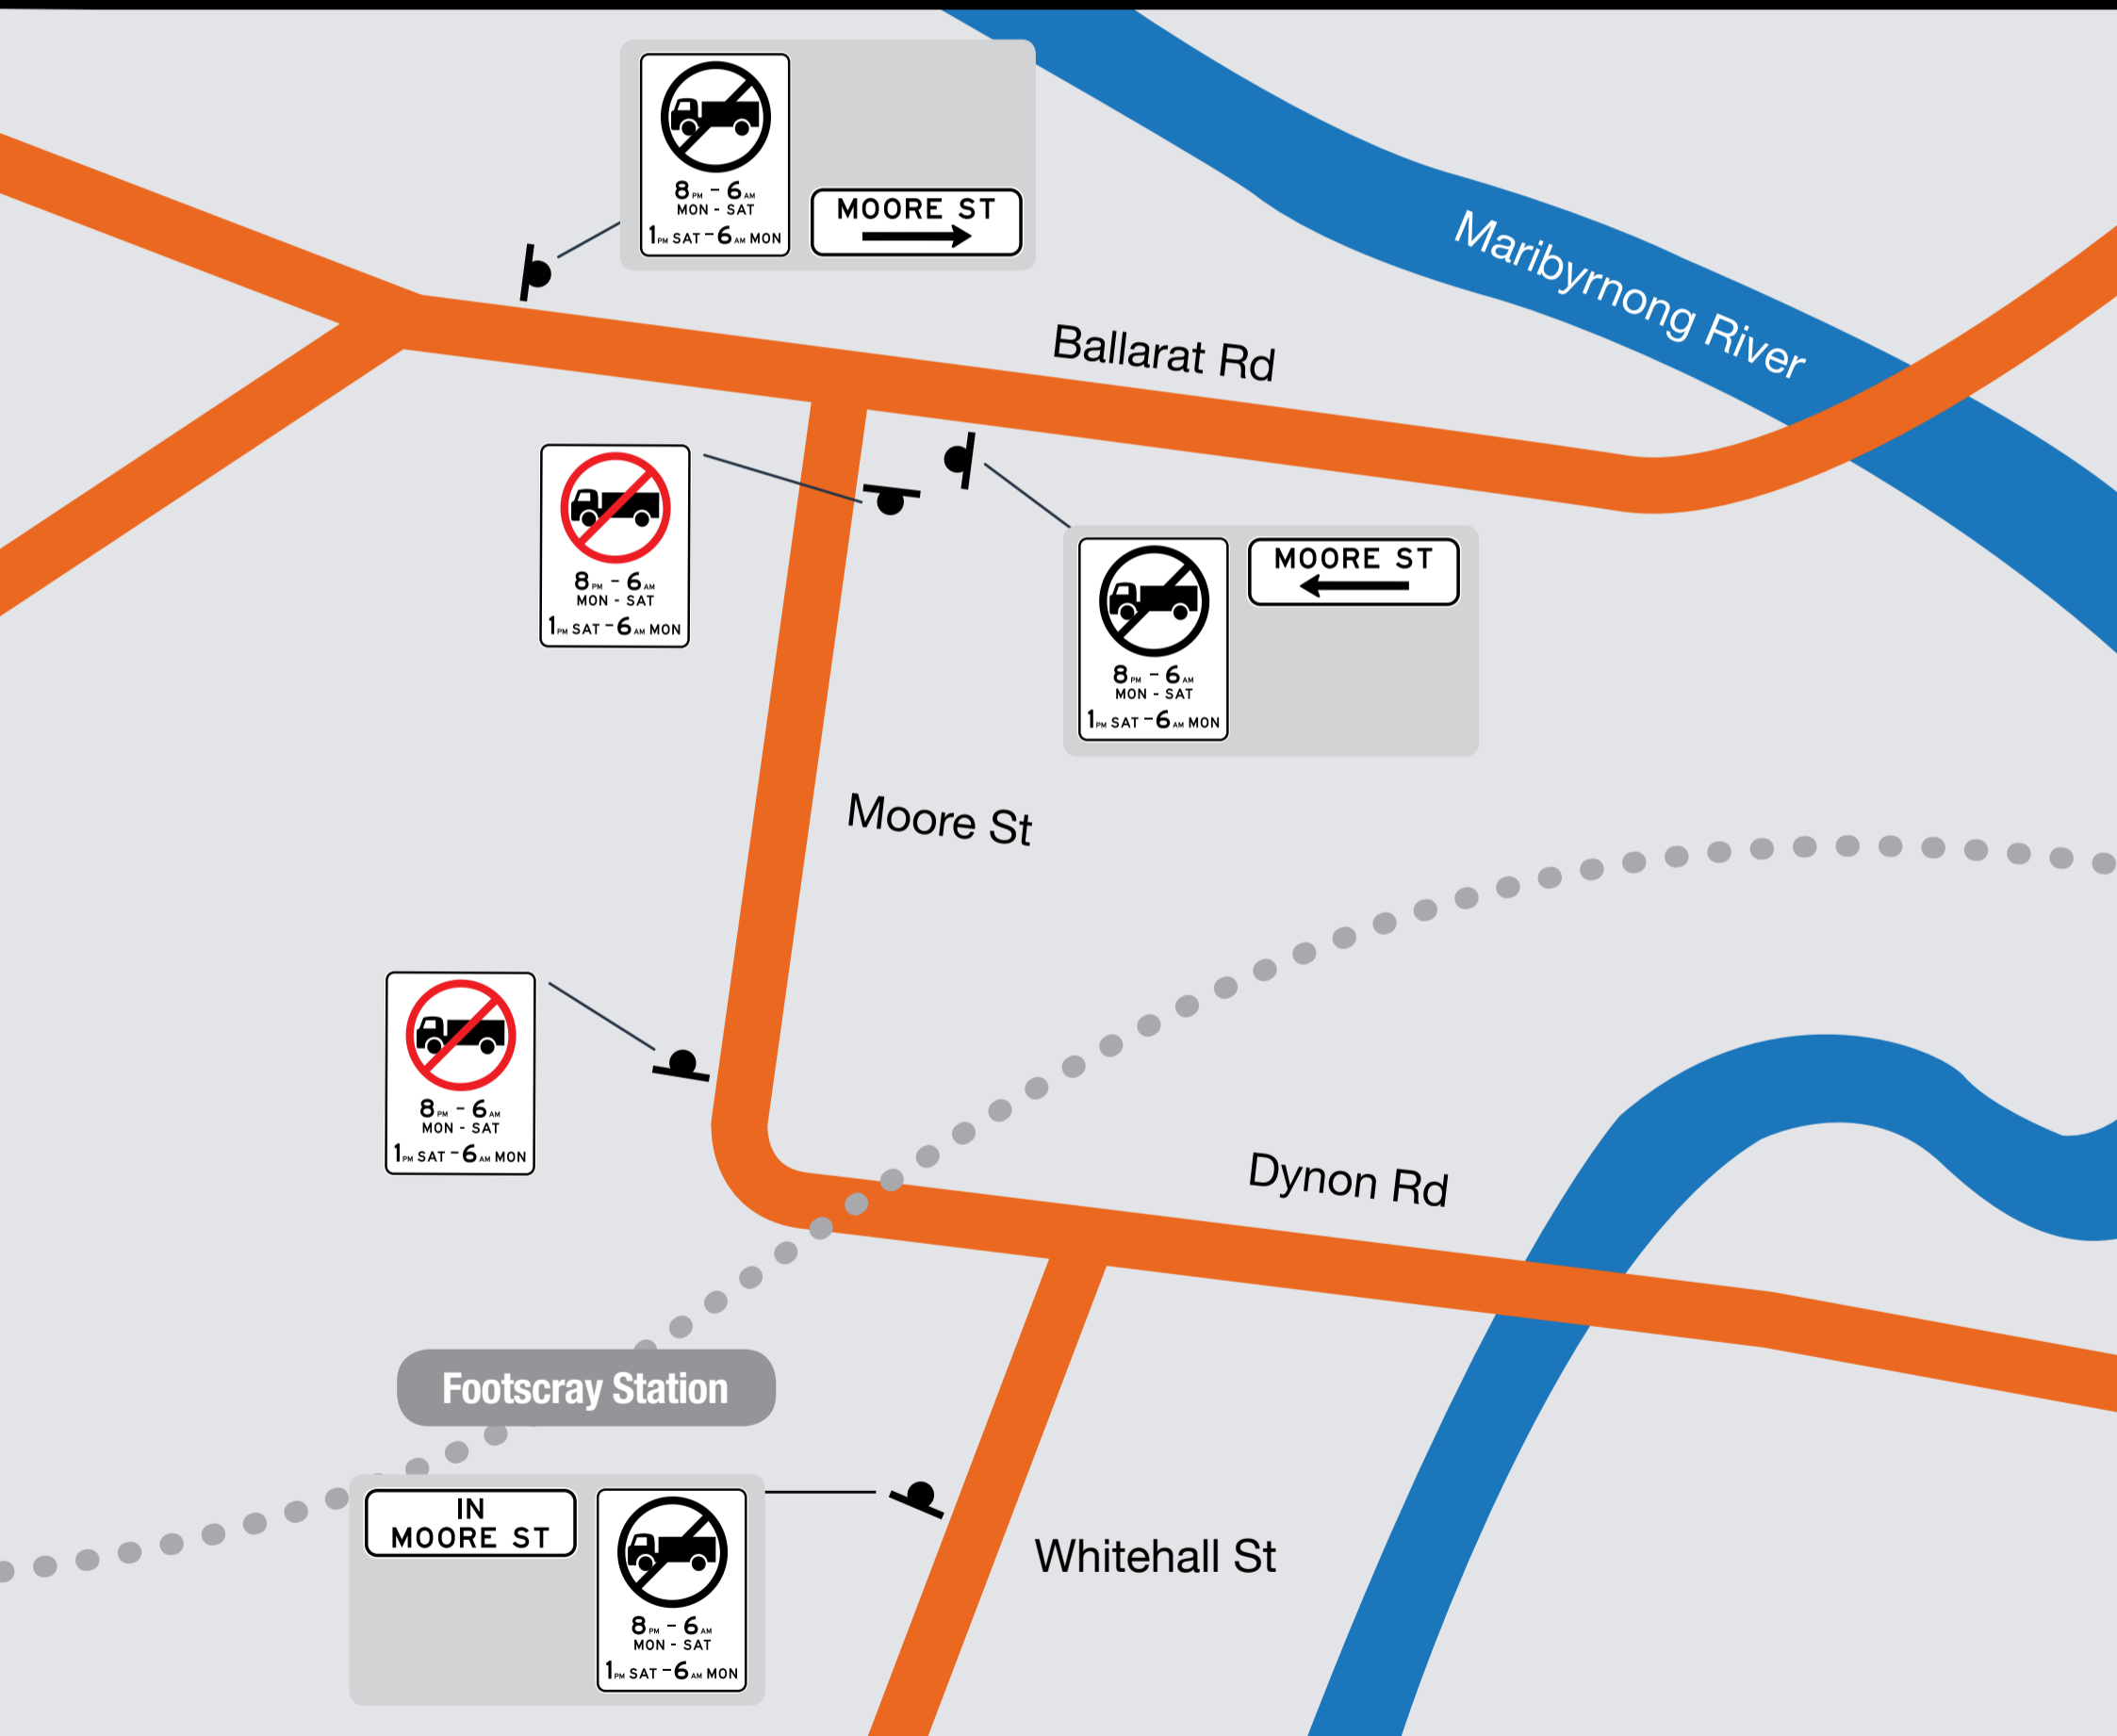 8PM - 6AM
MON - SAT
1PM SAT - 6AM MON
MOORE ST
Maribyrnong River
Ballarat Rd
8PM - 6AM
MON - SAT
1PM SAT - 6AM MON
MOORE ST
8PM - 6AM
MON - SAT
1PM SAT - 6AM MON
Moore St
8PM - 6AM
MON - SAT
1PM SAT - 6AM MON
Dynon Rd
Footscray Station
IN
MOORE ST
8PM - 6AM
MON - SAT
1PM SAT - 6AM MON
Whitehall St